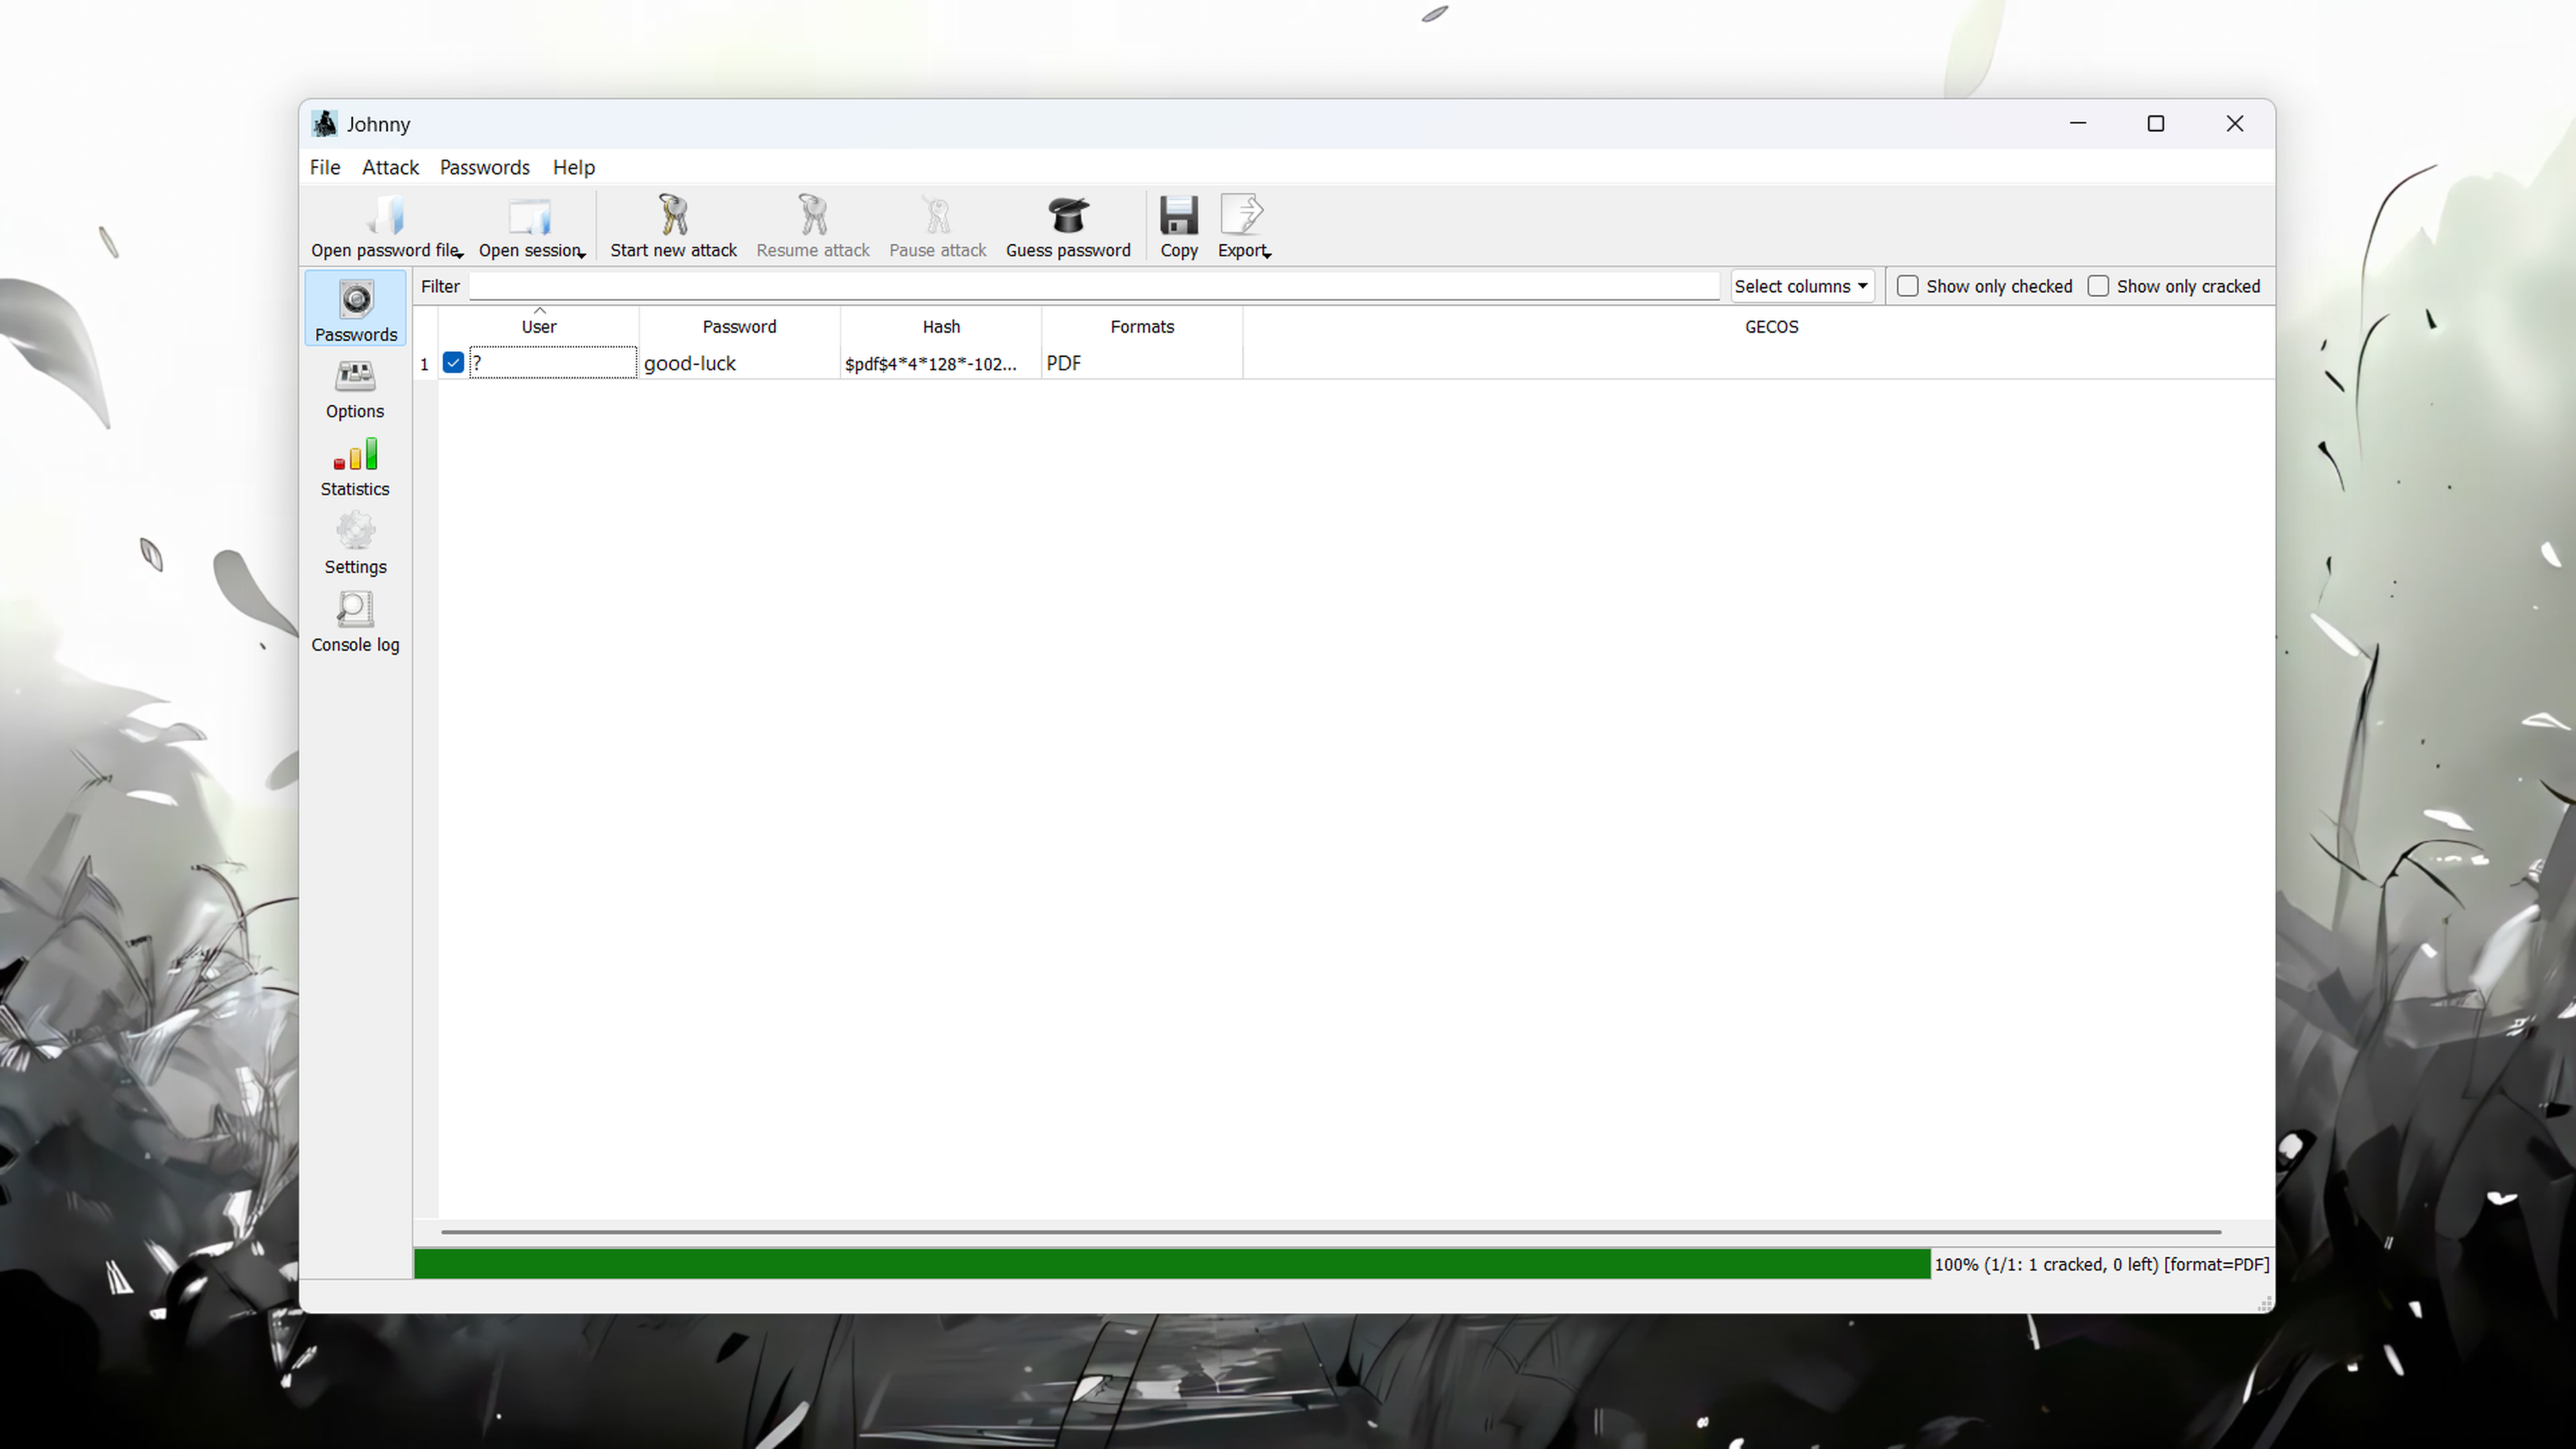 Johnny
File Attack Passwords Help
Open password file Open session Start new attack Resume attack Pause attack Guess password Copy Export
Passwords
Options
Statistics
Settings
Console log
Filter Select columns Show only checked Show only cracked
User Password Hash Formats GECOS
1 ? good-luck $pdf$4*4*128*-102... PDF
100% (1/1: 1 cracked, 0 left) [format=PDF]